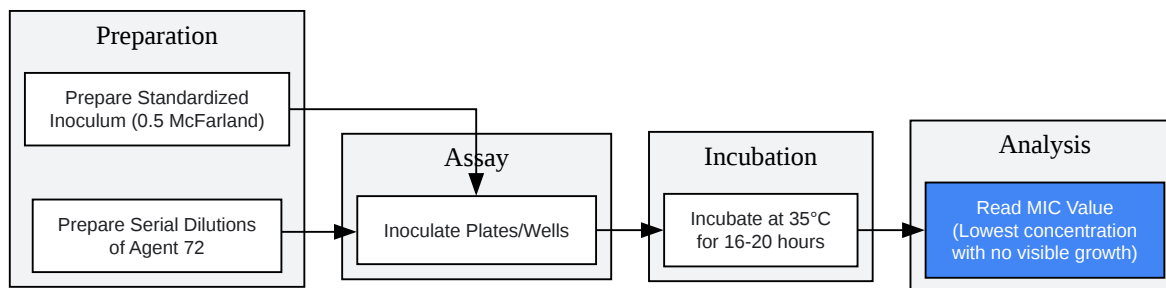 Preparation
Prepare Standardized
Inoculum (0.5 McFarland)
Prepare Serial Dilutions
of Agent 72
Assay
Inoculate Plates/Wells
Incubation
Incubate at 35°C
for 16-20 hours
Analysis
Read MIC Value
(Lowest concentration
with no visible growth)